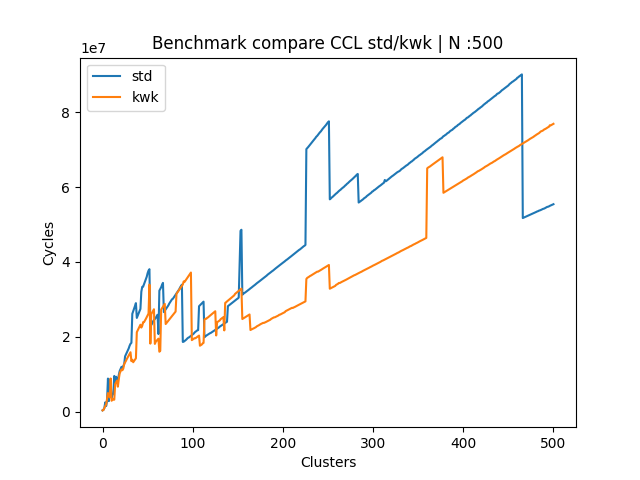 Benchmark compare CCL std/kwk | N :500
1e7
std
kwk
8
6
4
2
0
Cycles
0 100 200 300 400 500
Clusters